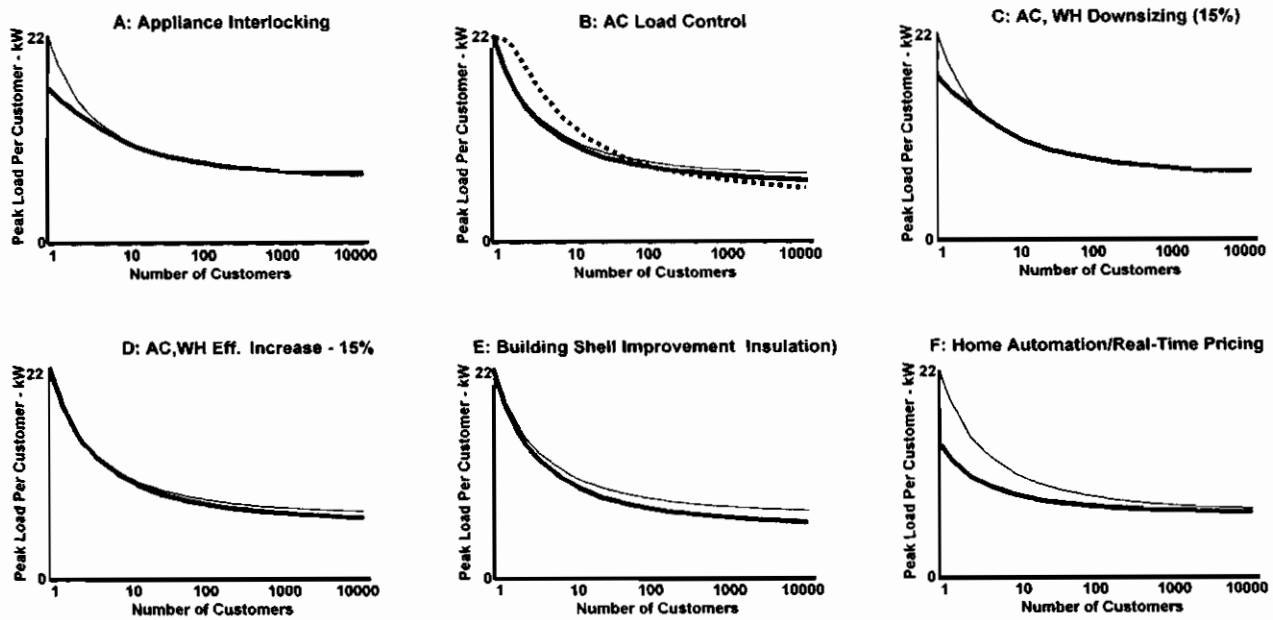 A: Appliance Interlocking
Peak Load Per Customer - kW
22
0
1 10 100 1000 10000
Number of Customers
B: AC Load Control
Peak Load Per Customer - kW
22
0
1 10 100 1000 10000
Number of Customers
C: AC, WH Downsizing (15%)
Peak Load Per Customer - kW
22
0
1 10 100 1000 10000
Number of Customers
D: AC,WH Eff. Increase - 15%
Peak Load Per Customer - kW
22
0
1 10 100 1000 10000
Number of Customers
E: Building Shell Improvement Insulation)
Peak Load Per Customer - kW
22
0
1 10 100 1000 10000
Number of Customers
F: Home Automation/Real-Time Pricing
Peak Load Per Customer - kW
22
0
1 10 100 1000 10000
Number of Customers